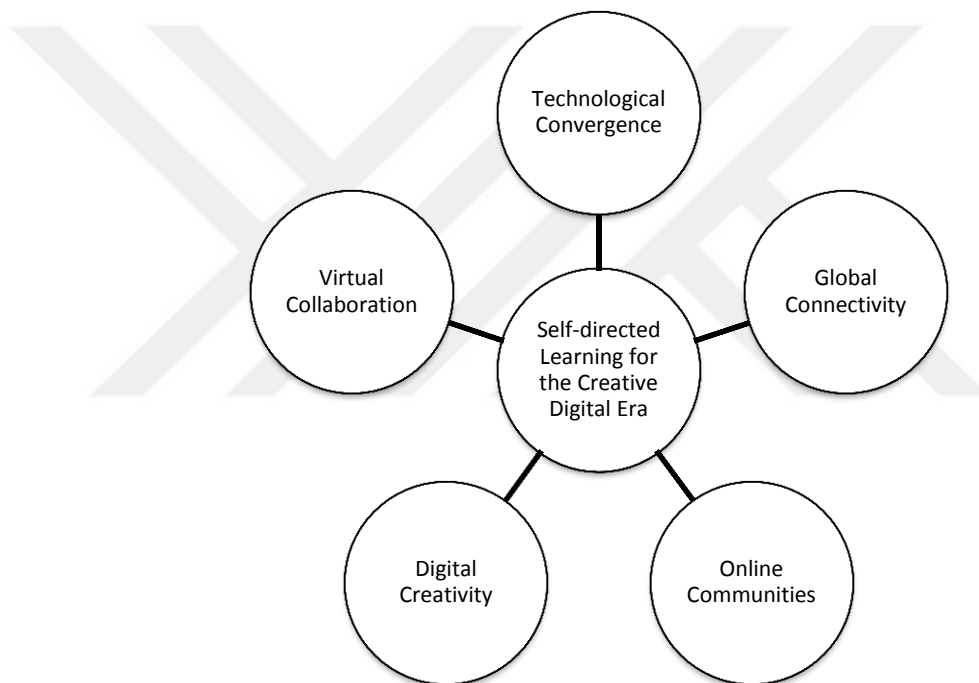 Technological
Convergence
Virtual
Collaboration
Global
Connectivity
Self-directed
Learning for
the Creative
Digital Era
Digital
Creativity
Online
Communities